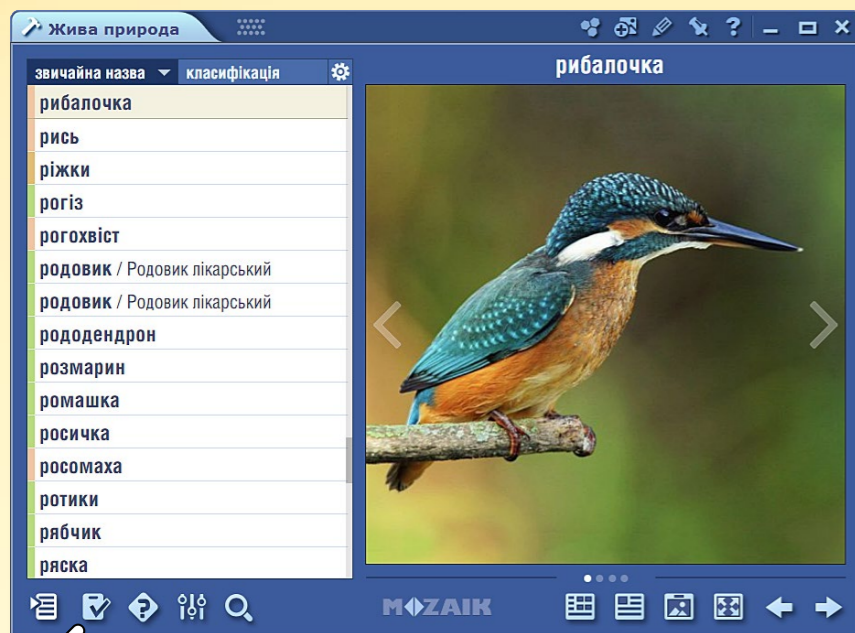 Жива природа
звичайна назва класифікація
рибалочка
рибалочка
рись
ріжки
рогіз
рогохвіст
родовик / Родовик лікарський
родовик / Родовик лікарський
рододендрон
розмарин
ромашка
росичка
росомаха
ротики
рябчик
ряска
MOZAIK